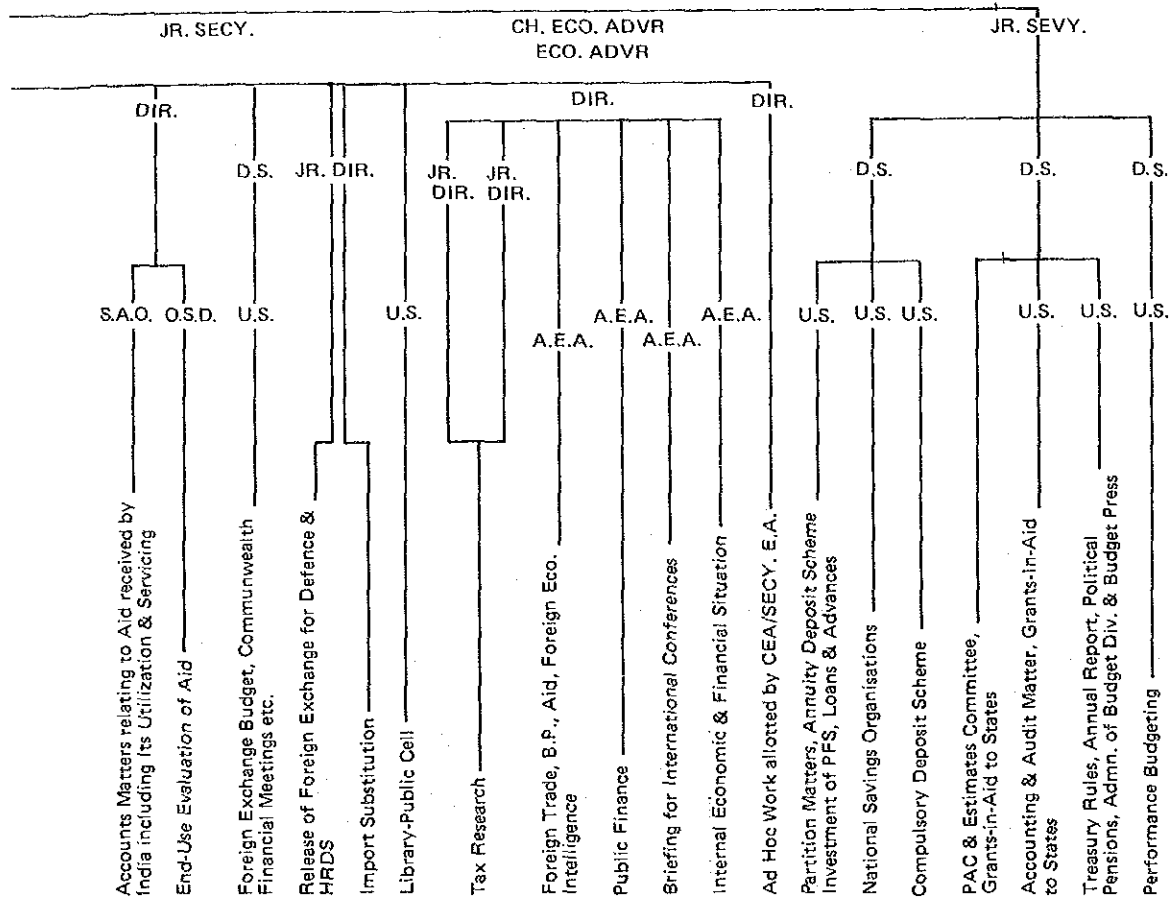 JR. SECY.
CH. ECO. ADVR
ECO. ADVR
JR. SEVY.
DIR.
DIR.
DIR.
D.S.
JR. DIR.
JR.
DIR.
JR.
DIR.
D.S.
D.S.
D.S.
S.A.O.
O.S.D.
U.S.
U.S.
A.E.A.
A.E.A.
A.E.A.
A.E.A.
U.S.
U.S.
U.S.
U.S.
U.S.
U.S.
Accounts Matters relating to Aid received by
India including Its Utilization & Servicing
End-Use Evaluation of Aid
Foreign Exchange Budget, Communwealth
Financial Meetings etc.
Release of Foreign Exchange for Defence &
HRDS
Import Substitution
Library-Public Cell
Tax Research
Foreign Trade, B.P., Aid, Foreign Eco.
Intelligence
Public Finance
Briefing for International Conferences
Internal Economic & Financial Situation
Ad Hoc Work allotted by CEA/SECY. E.A.
Partition Matters, Annuity Deposit Scheme
Investment of PFS, Loans & Advances
National Savings Organisations
Compulsory Deposit Scheme
PAC & Estimates Committee,
Grants-in-Aid to States
Accounting & Audit Matter, Grants-in-Aid
to States
Treasury Rules, Annual Report, Political
Pensions, Admn. of Budget Div. & Budget Press
Performance Budgeting